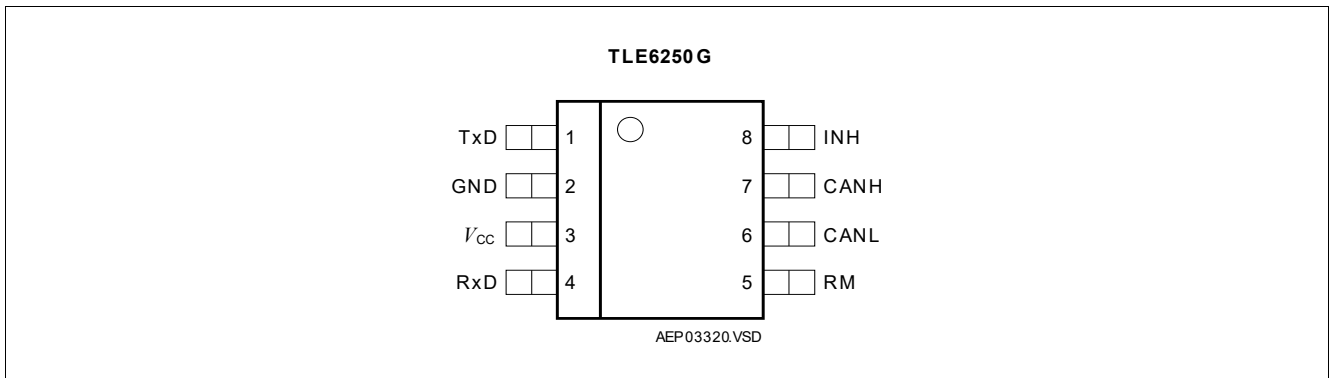 TLE6250 G
TxD 1 8 INH
GND 2 7 CANH
VCC 3 6 CANL
RxD 4 5 RM
AEP03320.VSD